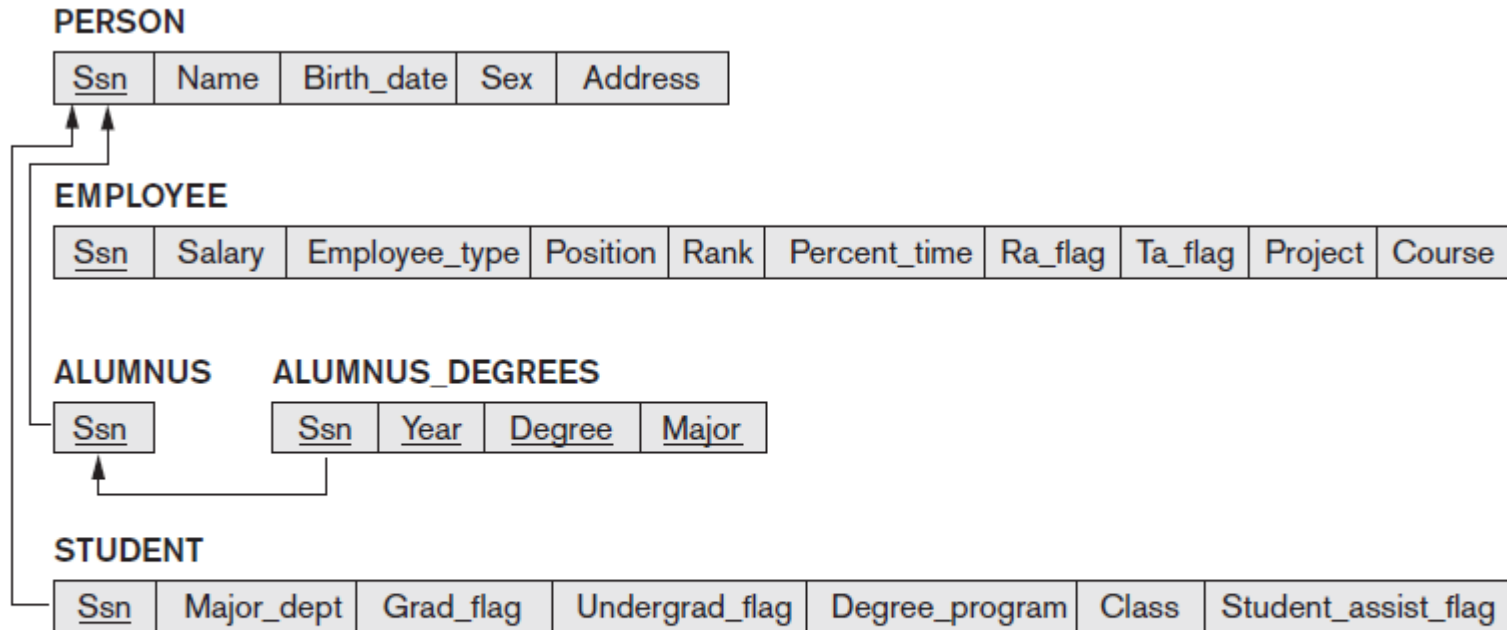 PERSON
Ssn Name Birth_date Sex Address
EMPLOYEE
Ssn Salary Employee_type Position Rank Percent_time Ra_flag Ta_flag Project Course
ALUMNUS ALUMNUS_DEGREES
Ssn Ssn Year Degree Major
STUDENT
Ssn Major_dept Grad_flag Undergrad_flag Degree_program Class Student_assist_flag